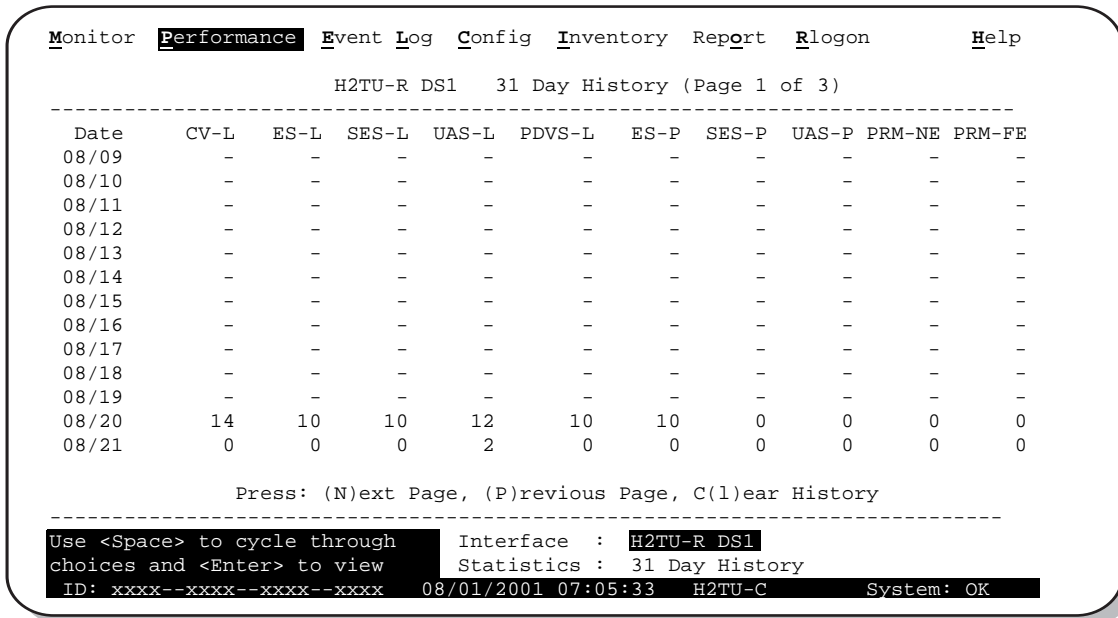 Monitor Performance Event Log Config Inventory Report Rlogon Help
H2TU-R DS1 31 Day History (Page 1 of 3)
--------------------------------------------------------------------------------
Date CV-L ES-L SES-L UAS-L PDVS-L ES-P SES-P UAS-P PRM-NE PRM-FE
08/09 - - - - - - - - - -
08/10 - - - - - - - - - -
08/11 - - - - - - - - - -
08/12 - - - - - - - - - -
08/13 - - - - - - - - - -
08/14 - - - - - - - - - -
08/15 - - - - - - - - - -
08/16 - - - - - - - - - -
08/17 - - - - - - - - - -
08/18 - - - - - - - - - -
08/19 - - - - - - - - - -
08/20 14 10 10 12 10 10 0 0 0 0
08/21 0 0 0 2 0 0 0 0 0 0
Press: (N)ext Page, (P)revious Page, C(l)ear History
--------------------------------------------------------------------------------
Use <Space> to cycle through Interface : H2TU-R DS1
choices and <Enter> to view Statistics : 31 Day History
ID: xxxx--xxxx--xxxx--xxxx 08/01/2001 07:05:33 H2TU-C System: OK